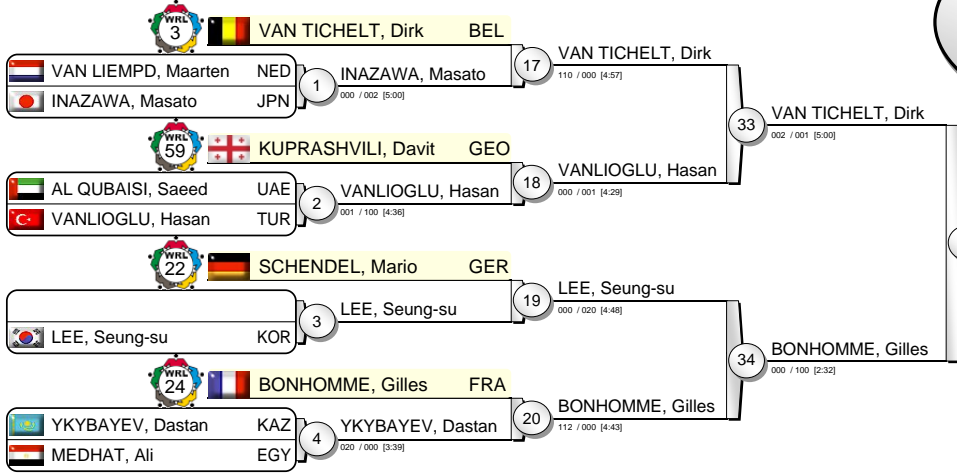 WRL
3
VAN TICHELT, Dirk BEL
VAN LIEMPD, Maarten NED
INAZAWA, Masato JPN
1
INAZAWA, Masato
000 / 002 [5:00]
17
VAN TICHELT, Dirk
110 / 000 [4:57]
WRL
59
KUPRASHVILI, Davit GEO
AL QUBAISI, Saeed UAE
VANLIOGLU, Hasan TUR
2
VANLIOGLU, Hasan
001 / 100 [4:36]
18
VANLIOGLU, Hasan
000 / 001 [4:29]
33
VAN TICHELT, Dirk
002 / 001 [5:00]
WRL
22
SCHENDEL, Mario GER
LEE, Seung-su KOR
3
LEE, Seung-su
19
LEE, Seung-su
000 / 020 [4:48]
WRL
24
BONHOMME, Gilles FRA
YKYBAYEV, Dastan KAZ
MEDHAT, Ali EGY
4
YKYBAYEV, Dastan
020 / 000 [3:39]
20
BONHOMME, Gilles
112 / 000 [4:43]
34
BONHOMME, Gilles
000 / 100 [2:32]